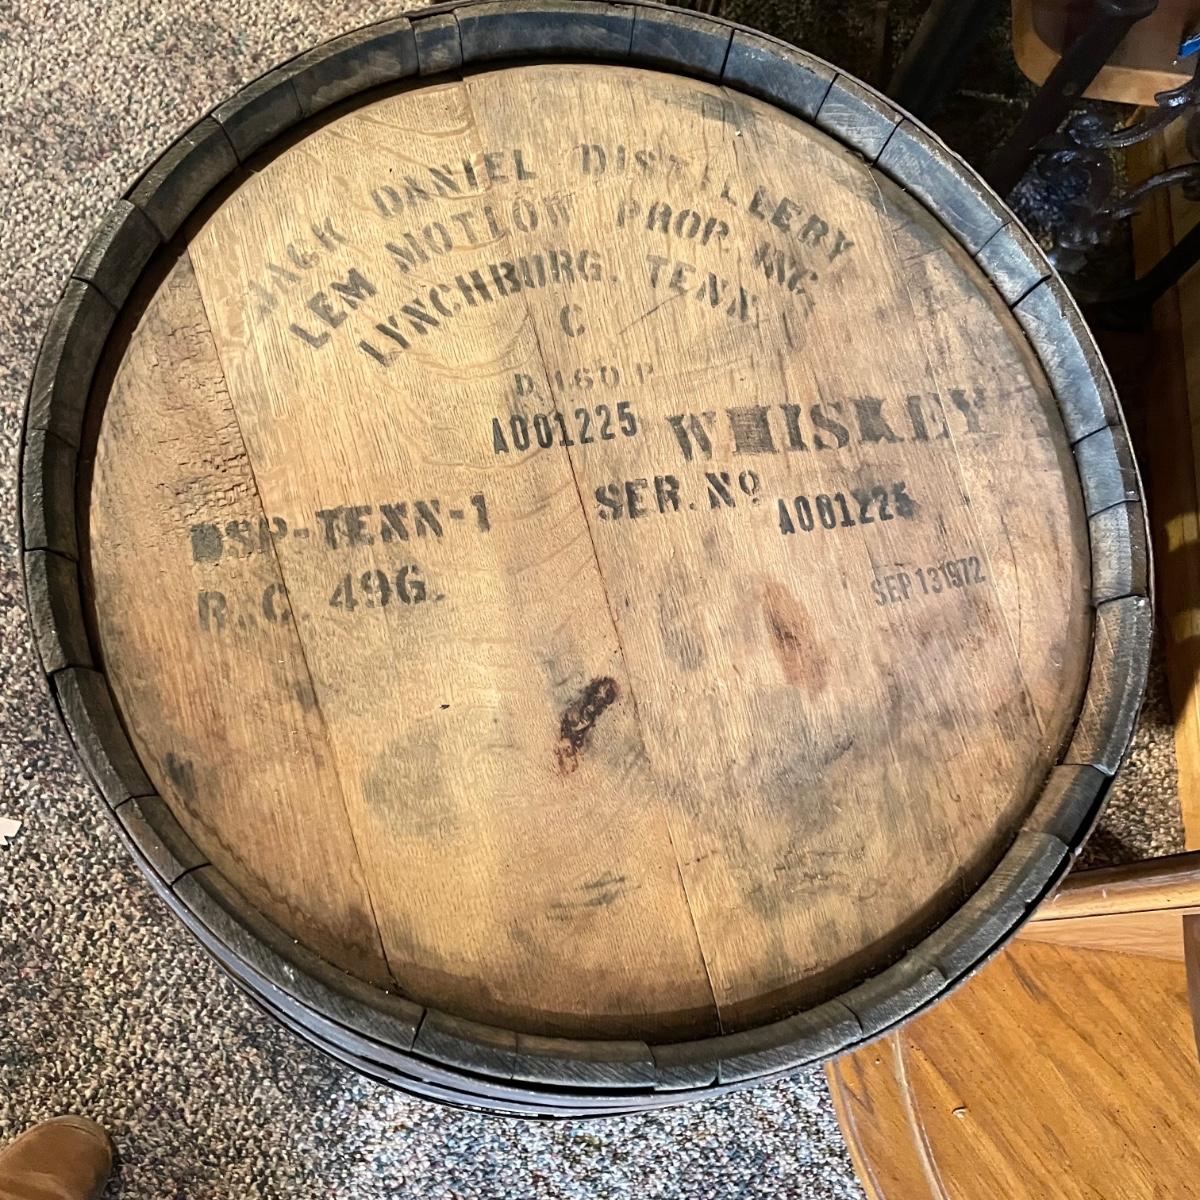 JACK DANIEL DISTILLERY
LEM MOTLOW PROP. INC.
LYNCHBURG, TENN.
C
D 160 P
A001225 WHISKEY
DSP-TENN-1 SER. Nº A001225
R.C. 496.
SEP 13 1972